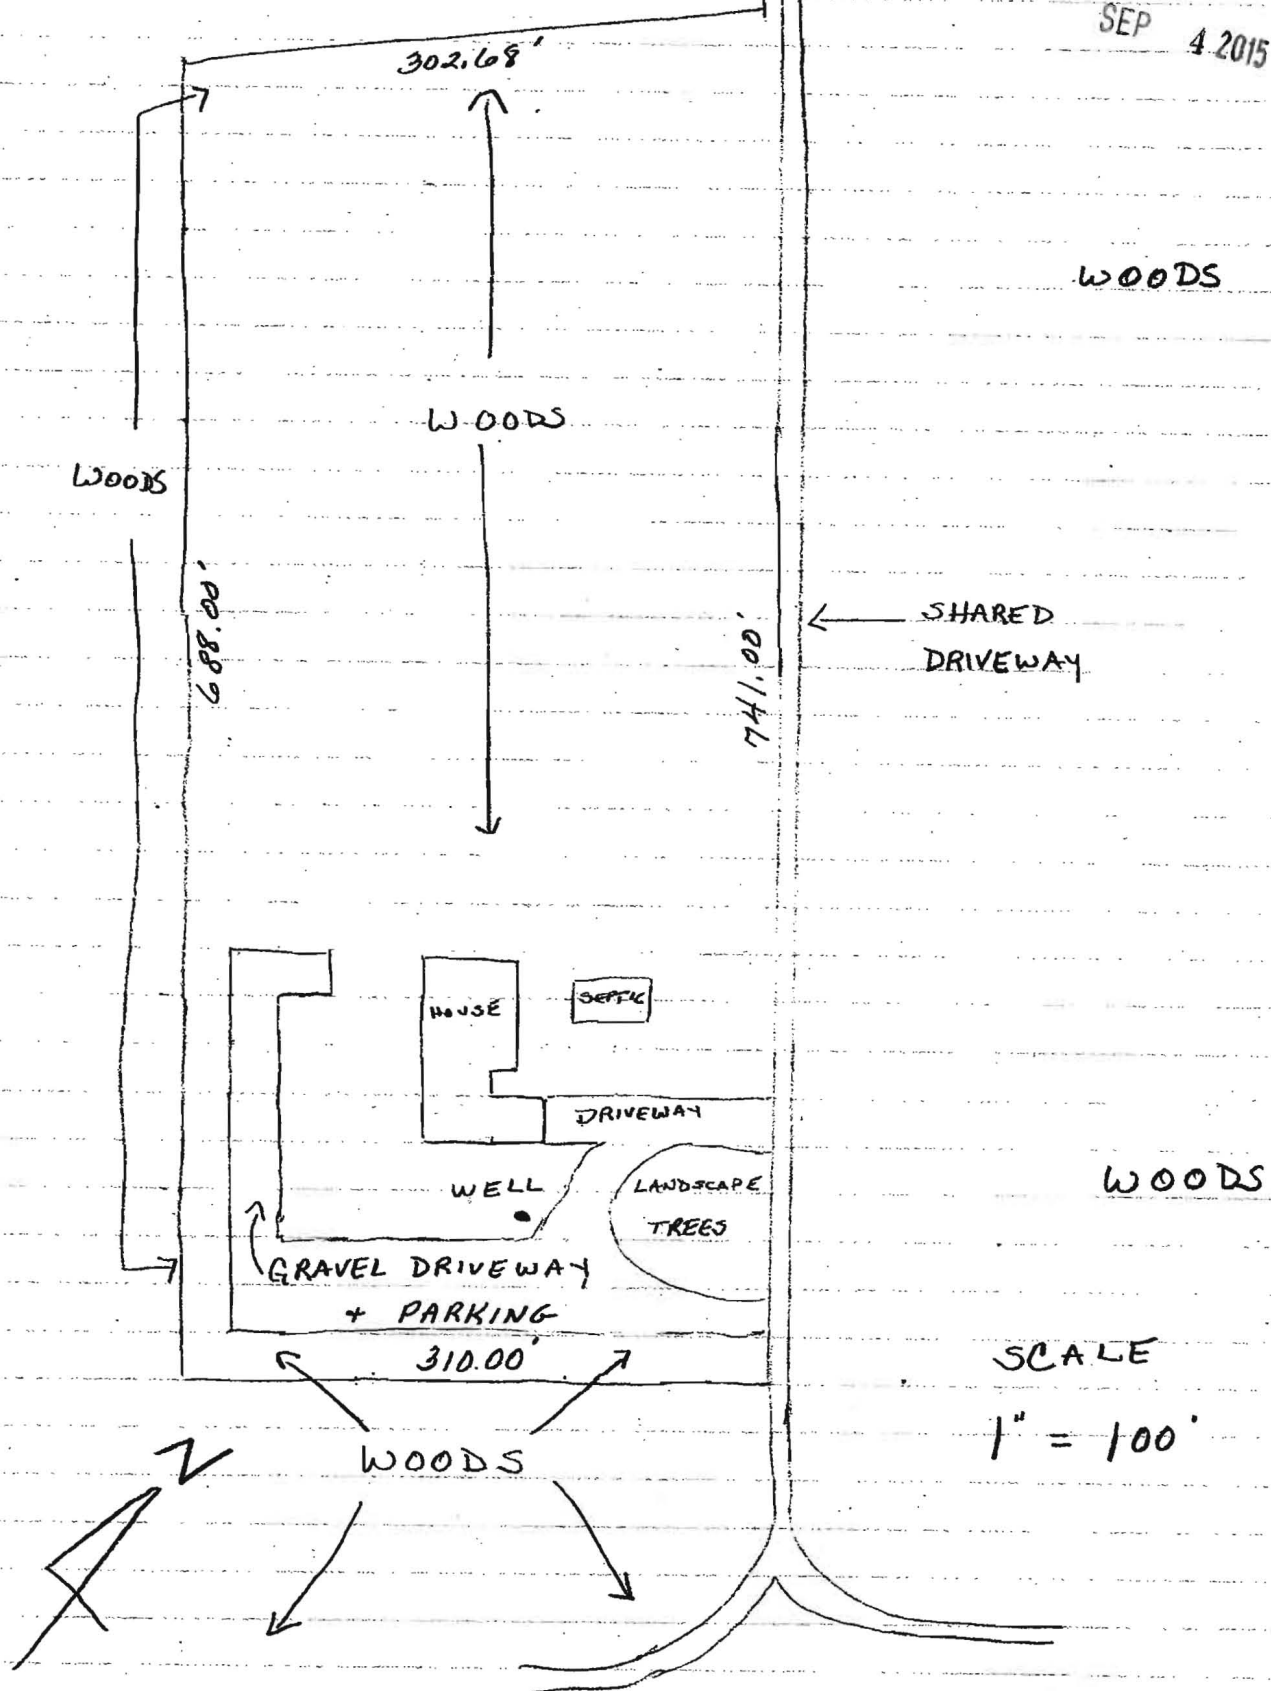 SEP 4 2015
302.68'
WOODS
WOODS
WOODS
688.00'
741.00'
SHARED
DRIVEWAY
HOUSE
SEPTIC
DRIVEWAY
WELL
LANDSCAPE
TREES
WOODS
GRAVEL DRIVEWAY
+ PARKING
310.00'
SCALE
1" = 100'
WOODS
N